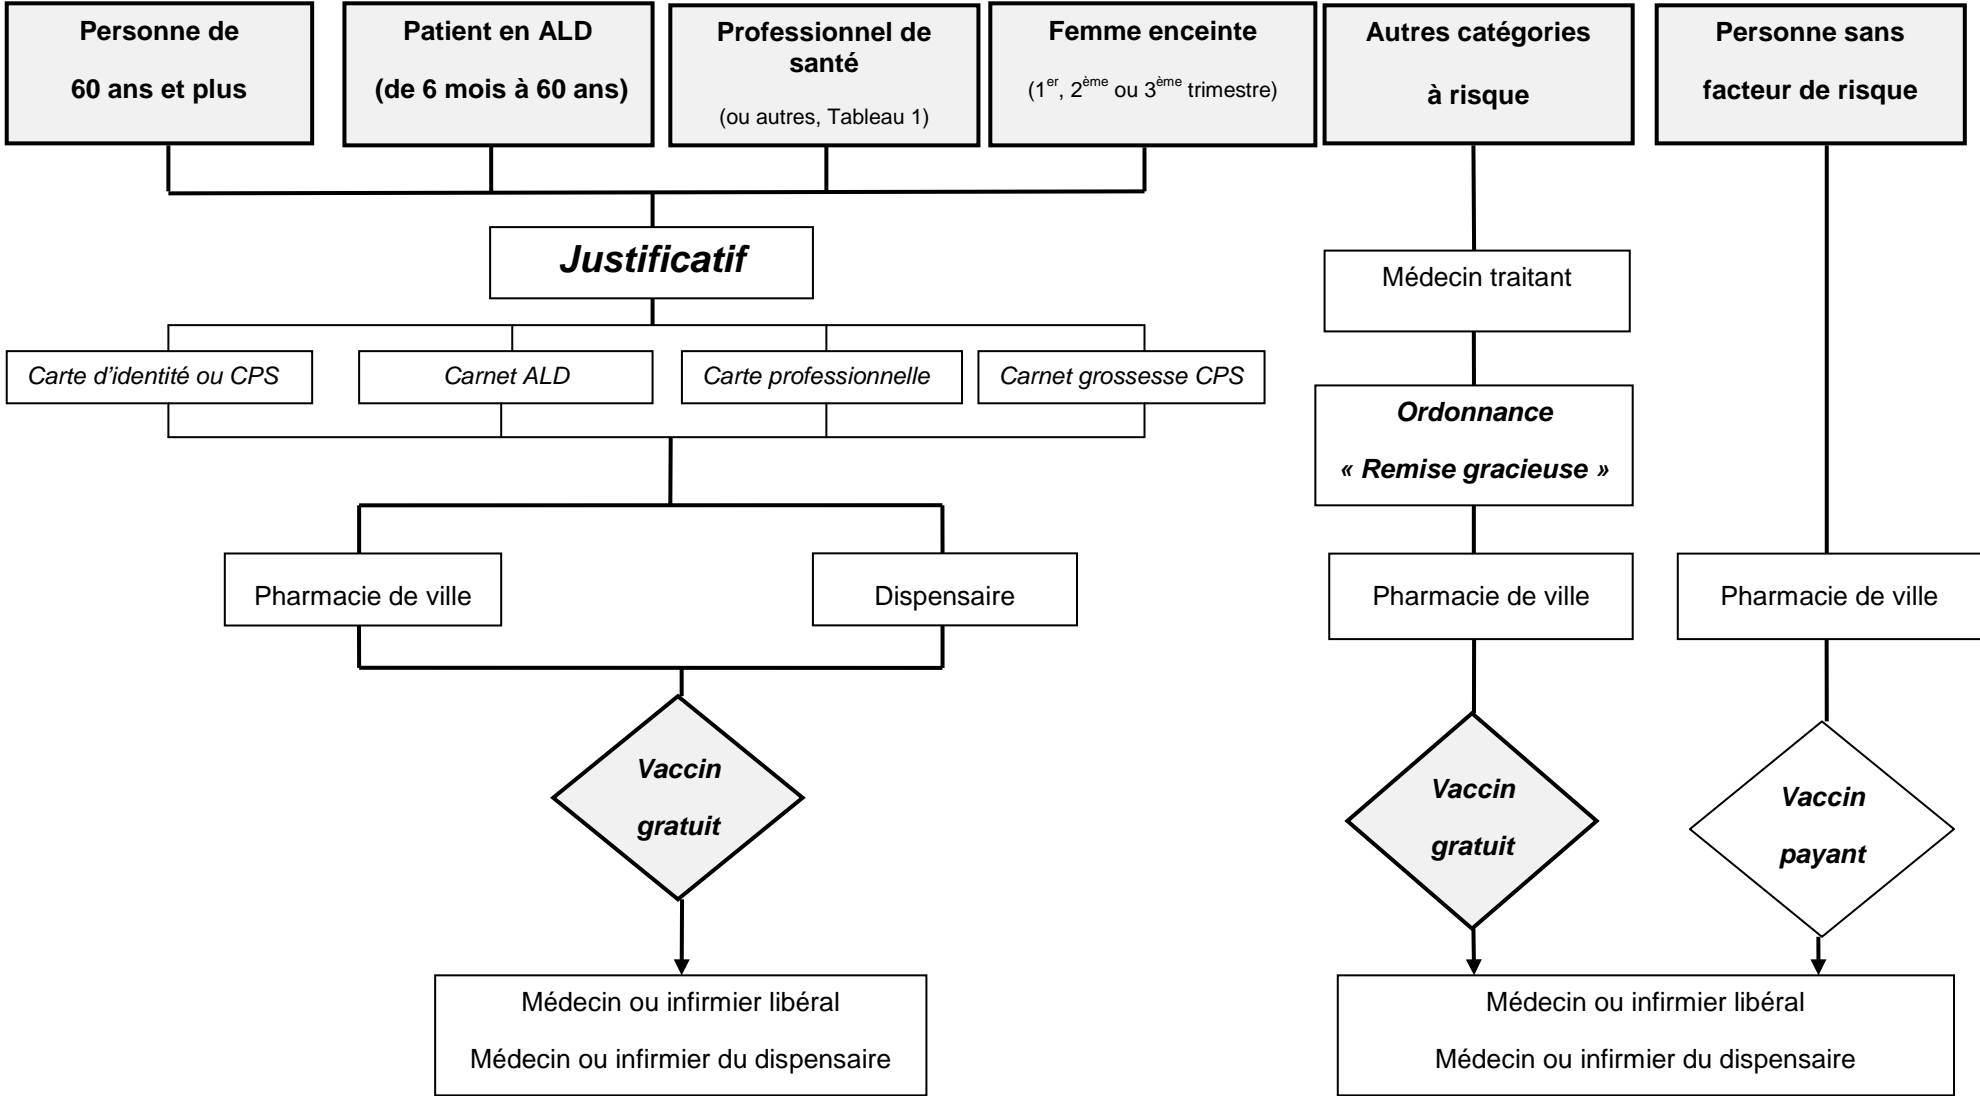 Personne de
60 ans et plus
Patient en ALD
(de 6 mois à 60 ans)
Professionnel de
santé
(ou autres, Tableau 1)
Femme enceinte
(1er, 2ème ou 3ème trimestre)
Autres catégories
à risque
Personne sans
facteur de risque
Justificatif
Médecin traitant
Carte d’identité ou CPS
Carnet ALD
Carte professionnelle
Carnet grossesse CPS
Ordonnance
« Remise gracieuse »
Pharmacie de ville
Dispensaire
Pharmacie de ville
Pharmacie de ville
Vaccin
gratuit
Vaccin
gratuit
Vaccin
payant
Médecin ou infirmier libéral
Médecin ou infirmier du dispensaire
Médecin ou infirmier libéral
Médecin ou infirmier du dispensaire